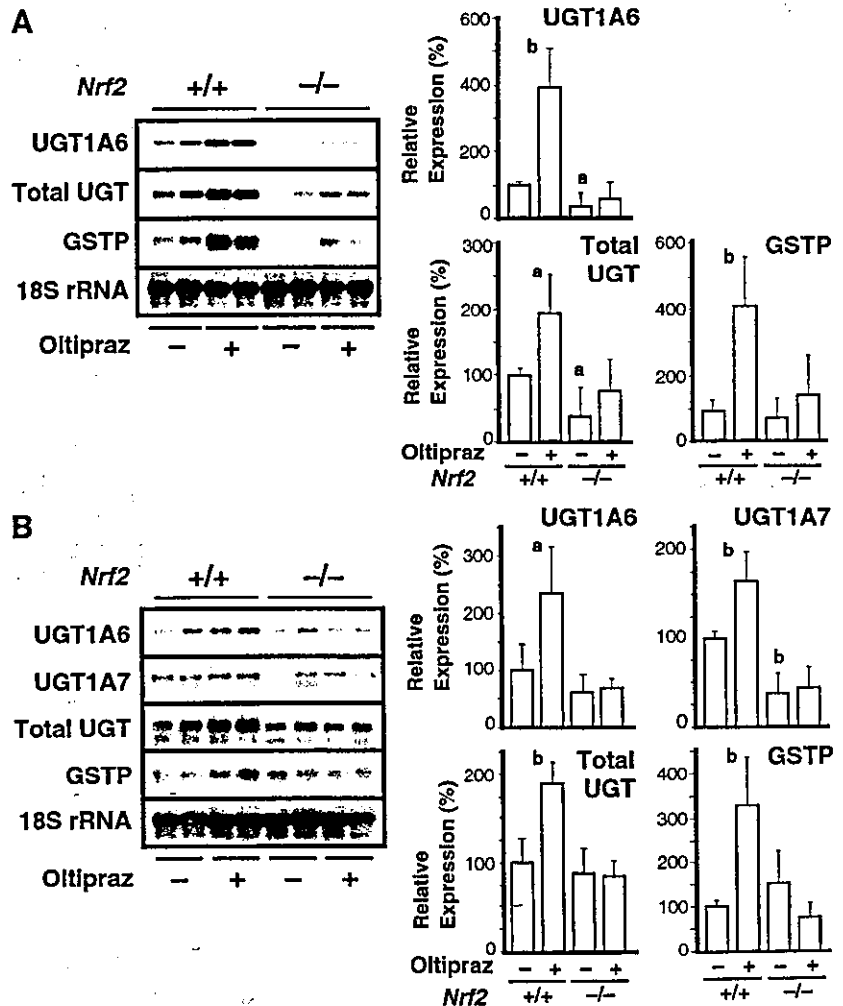 A
Nrf2 +/+ −/−
UGT1A6
Total UGT
GSTP
18S rRNA
Oltipraz − + − +
UGT1A6
Relative
Expression (%)
600
400
200
0
b
a
Total
UGT
Relative
Expression (%)
300
200
100
0
a
a
Oltipraz − + − +
Nrf2 +/+ −/−
GSTP
600
400
200
0
b
− + − +
+/+ −/−
B
Nrf2 +/+ −/−
UGT1A6
UGT1A7
Total UGT
GSTP
18S rRNA
Oltipraz − + − +
UGT1A6
Relative
Expression (%)
300
200
100
0
a
UGT1A7
200
100
0
b
b
Total
UGT
Relative
Expression (%)
200
100
0
b
Oltipraz − + − +
Nrf2 +/+ −/−
GSTP
400
300
200
100
0
b
− + − +
+/+ −/−